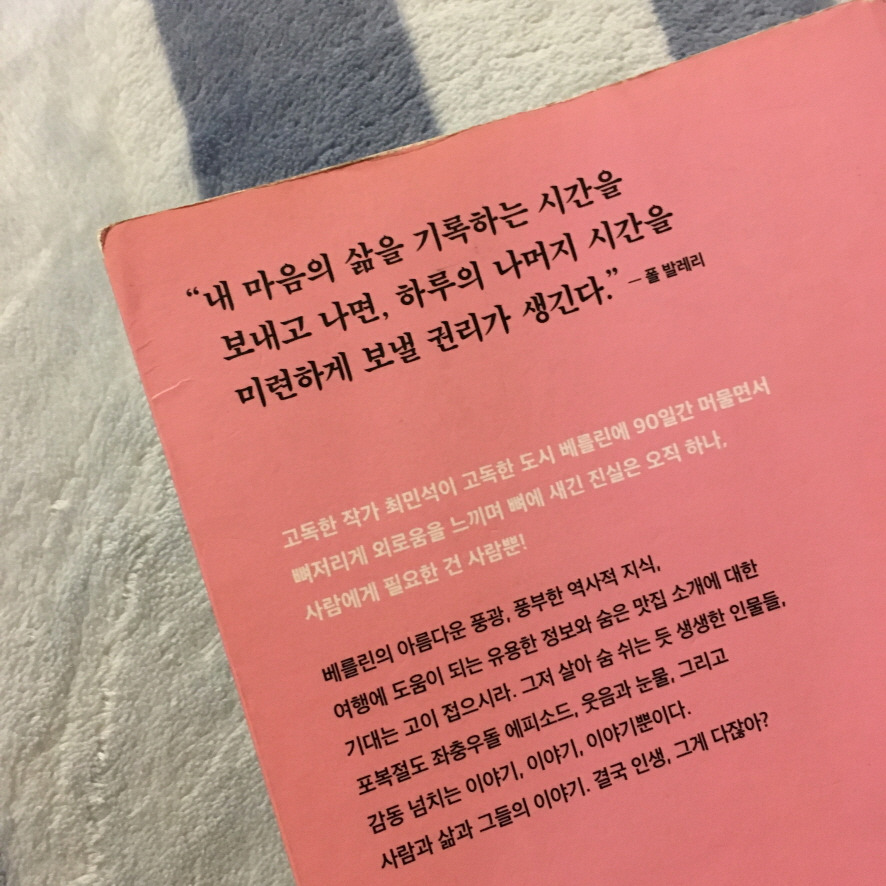 “내 마음의 삶을 기록하는 시간을
보내고 나면, 하루의 나머지 시간을
미련하게 보낼 권리가 생긴다.” – 폴 발레리
고독한 작가 최민석이 고독한 도시 베를린에 90일간 머물면서
뼈저리게 외로움을 느끼며 뼈에 새긴 진실은 오직 하나,
사람에게 필요한 건 사람뿐!
베를린의 아름다운 풍광, 풍부한 역사적 지식,
여행에 도움이 되는 유용한 정보와 숨은 맛집 소개에 대한
기대는 고이 접으시라. 그저 살아 숨 쉬는 듯 생생한 인물들,
포복절도 좌충우돌 에피소드, 웃음과 눈물, 그리고
감동 넘치는 이야기, 이야기, 이야기뿐이다.
사람과 삶과 그들의 이야기. 결국 인생, 그게 다잖아?